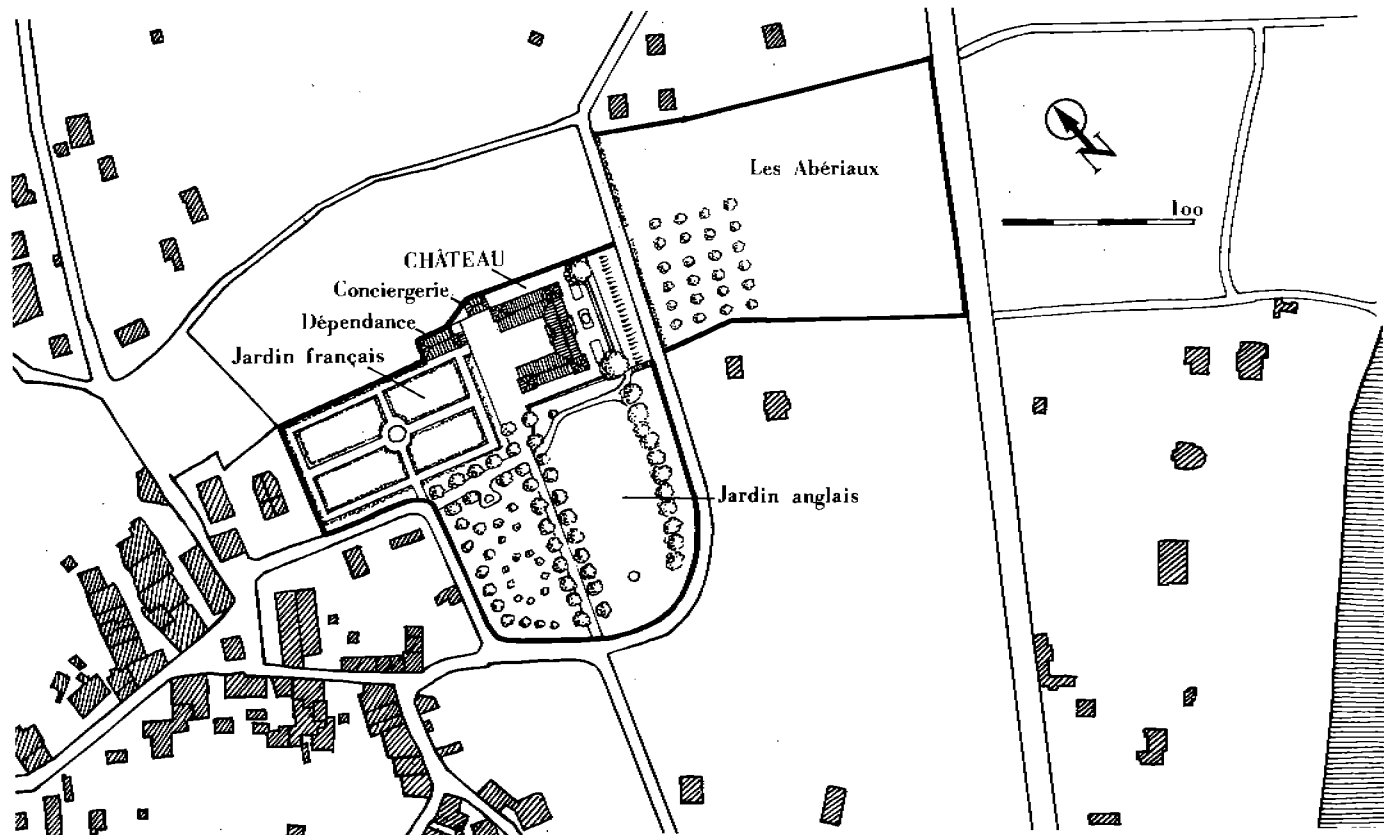 Les Abériaux
N
100
CHÂTEAU
Conciergerie
Dépendance
Jardin français
Jardin anglais